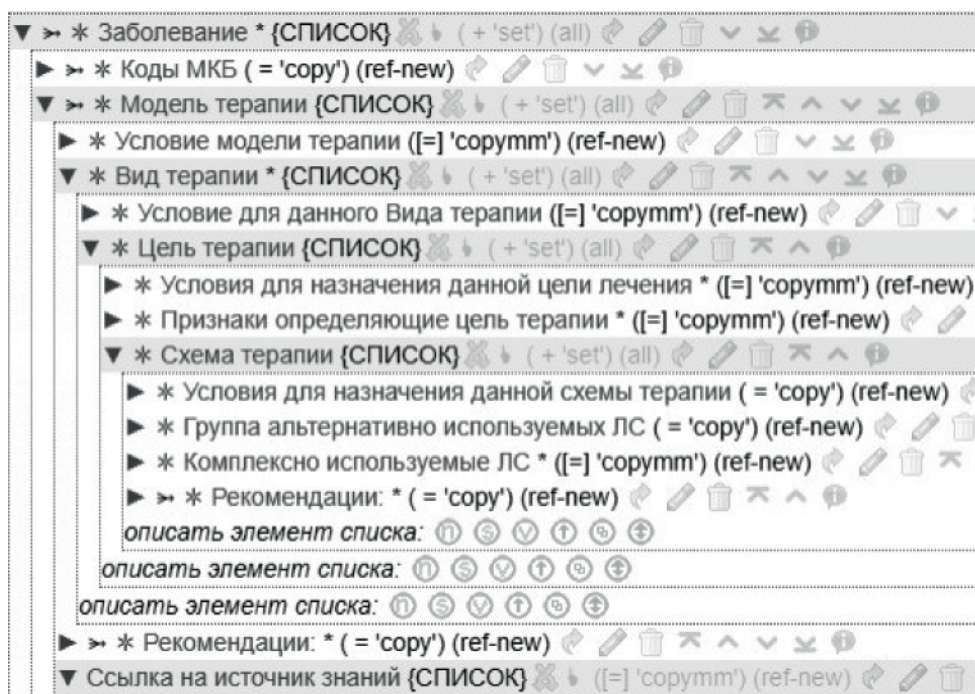 Заболевание * {СПИСОК} ( + 'set') (all)
Коды МКБ ( = 'copy') (ref-new)
Модель терапии {СПИСОК} ( + 'set') (all)
Условие модели терапии ([=] 'copymm') (ref-new)
Вид терапии * {СПИСОК} ( + 'set') (all)
Условие для данного Вида терапии ([=] 'copymm') (ref-new)
Цель терапии {СПИСОК} ( + 'set') (all)
Условия для назначения данной цели лечения * ([=] 'copymm') (ref-new)
Признаки определяющие цель терапии * ([=] 'copymm') (ref-new)
Схема терапии {СПИСОК} ( + 'set') (all)
Условия для назначения данной схемы терапии ( = 'copy') (ref-new)
Группа альтернативно используемых ЛС ( = 'copy') (ref-new)
Комплексно используемые ЛС * ([=] 'copymm') (ref-new)
Рекомендации: * ( = 'copy') (ref-new)
описать элемент списка:
описать элемент списка:
описать элемент списка:
Рекомендации: * ( = 'copy') (ref-new)
Ссылка на источник знаний {СПИСОК} ([=] 'copymm') (ref-new)